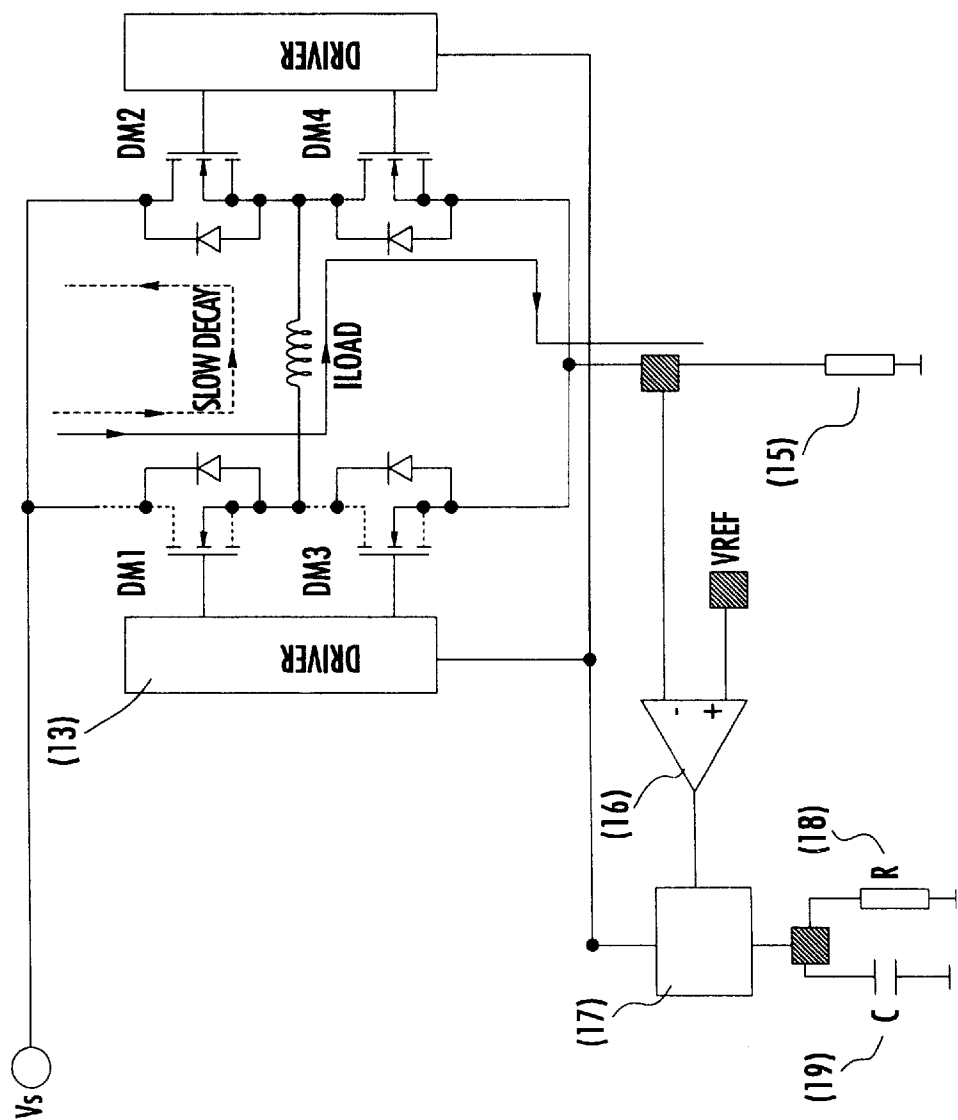 Vs
(13)
DRIVER
DM1
DM3
SLOW DECAY
ILOAD
DM2
DM4
DRIVER
(15)
VREF
-
+
(16)
(17)
(18)
R
C
(19)